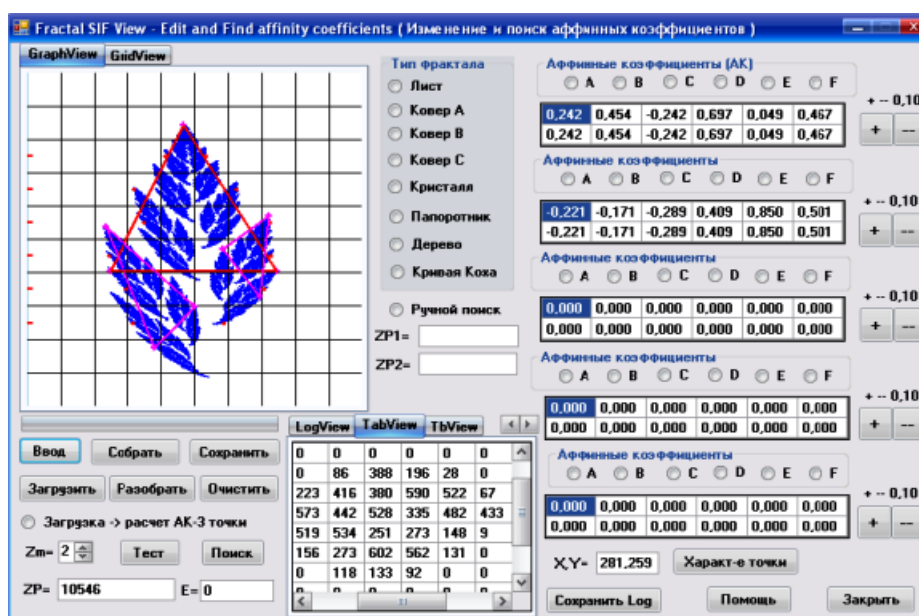 Fractal SIF View - Edit and Find affinity coefficients ( Изменение и поиск аффинных коэффициентов )
GraphView GridView
Тип фрактала
Лист
Ковер A
Ковер B
Ковер C
Кристалл
Папоротник
Дерево
Кривая Коха
Ручной поиск
ZP1=
ZP2=
Аффинные коэффициенты (АК)
A B C D E F
0,242 0,454 -0,242 0,697 0,049 0,467
0,242 0,454 -0,242 0,697 0,049 0,467
+ -- 0,10
+ --
Аффинные коэффициенты
A B C D E F
-0,221 -0,171 -0,289 0,409 0,850 0,501
-0,221 -0,171 -0,289 0,409 0,850 0,501
+ -- 0,10
+ --
Аффинные коэффициенты
A B C D E F
0,000 0,000 0,000 0,000 0,000 0,000
0,000 0,000 0,000 0,000 0,000 0,000
+ -- 0,10
+ --
Аффинные коэффициенты
A B C D E F
0,000 0,000 0,000 0,000 0,000 0,000
0,000 0,000 0,000 0,000 0,000 0,000
+ -- 0,10
+ --
Аффинные коэффициенты
A B C D E F
0,000 0,000 0,000 0,000 0,000 0,000
0,000 0,000 0,000 0,000 0,000 0,000
+ -- 0,10
+ --
Ввод Собрать Сохранить
Загрузить Разобрать Очистить
Загрузка -> расчет АК-3 точки
Zm= 2 Тест Поиск
ZP= 10546 E= 0
LogView TabView TbView
0 0 0 0 0 0
0 86 388 196 28 0
223 416 380 590 522 67
573 442 528 335 482 433
519 534 251 273 148 9
156 273 602 562 131 0
0 118 133 92 0 0
X,Y= 281,259 Характ-е точки
Сохранить Log Помощь Закрыть